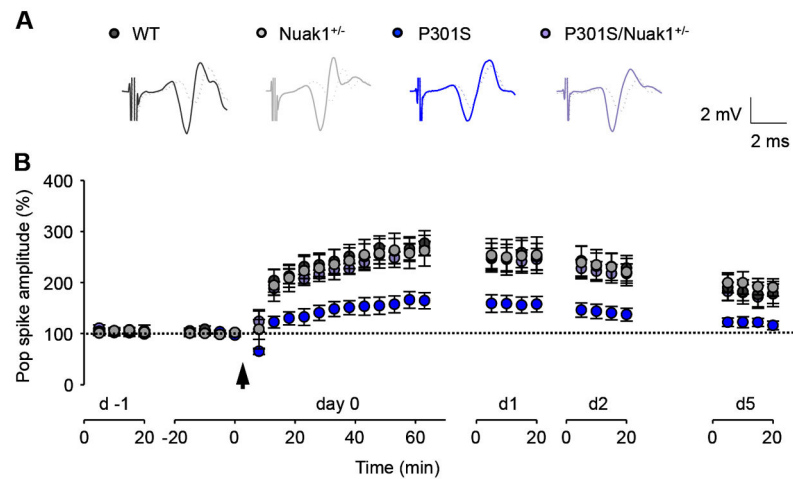 A
WT Nuak1+/- P301S P301S/Nuak1+/-
2 mV
2 ms
B
Pop spike amplitude (%)
400
300
200
100
0
d -1 day 0 d1 d2 d5
0 20 -20 0 20 40 60 0 20 0 20 0 20
Time (min)